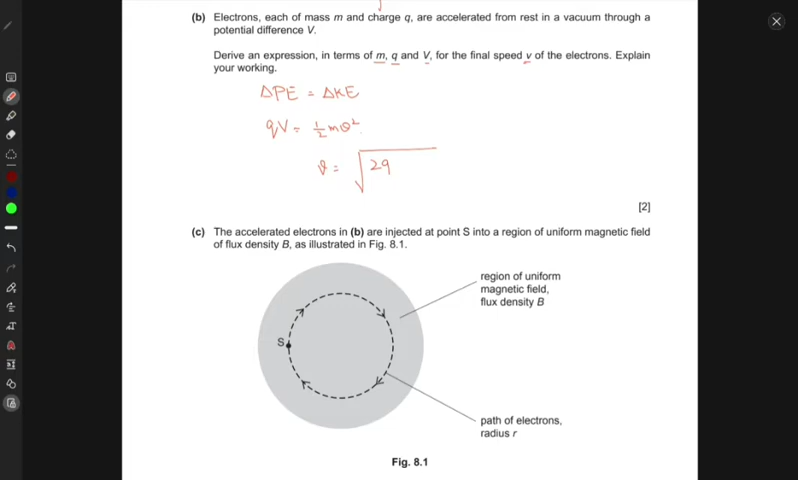 (b) Electrons, each of mass m and charge q, are accelerated from rest in a vacuum through a
potential difference V.
Derive an expression, in terms of m, q and V, for the final speed v of the electrons. Explain
your working.
ΔPE = ΔKE
qV = ½mv²
v = √2q
[2]
(c) The accelerated electrons in (b) are injected at point S into a region of uniform magnetic field
of flux density B, as illustrated in Fig. 8.1.
region of uniform
magnetic field,
flux density B
S
path of electrons,
radius r
Fig. 8.1